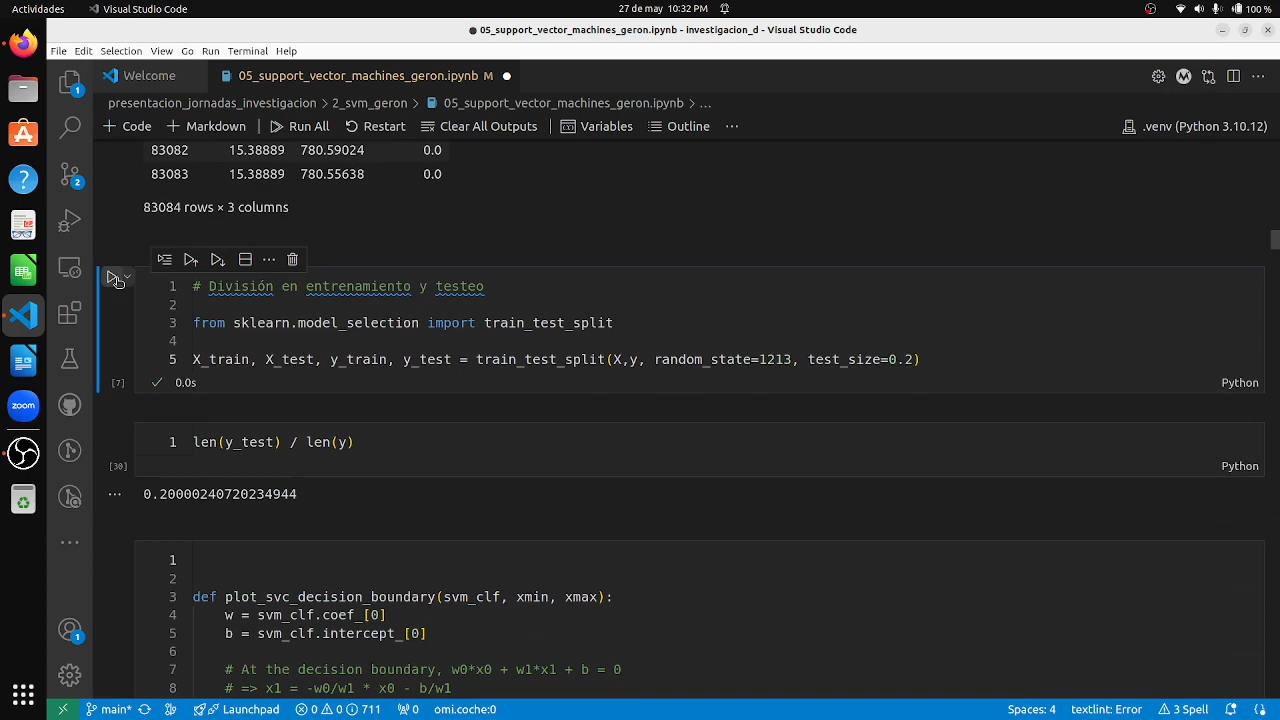 Actividades
Visual Studio Code
27 de may 10:32 PM
100 %
05_support_vector_machines_geron.ipynb - investigacion_d - Visual Studio Code
File Edit Selection View Go Run Terminal Help
Welcome
05_support_vector_machines_geron.ipynb M
presentacion_jornadas_investigacion > 2_svm_geron > 05_support_vector_machines_geron.ipynb > ...
+ Code + Markdown Run All Restart Clear All Outputs Variables Outline ...
.venv (Python 3.10.12)
83082 15.38889 780.59024 0.0
83083 15.38889 780.55638 0.0
83084 rows × 3 columns
1 # División en entrenamiento y testeo
2
3 from sklearn.model_selection import train_test_split
4
5 X_train, X_test, y_train, y_test = train_test_split(X,y, random_state=1213, test_size=0.2)
[7] 0.0s Python
1 len(y_test) / len(y)
[30] Python
... 0.20000240720234944
1
2
3 def plot_svc_decision_boundary(svm_clf, xmin, xmax):
4 w = svm_clf.coef_[0]
5 b = svm_clf.intercept_[0]
6
7 # At the decision boundary, w0*x0 + w1*x1 + b = 0
8 # => x1 = -w0/w1 * x0 - b/w1
1
2
zoom
1
main* Launchpad 0 0 711 0 omi.coche:0 Spaces: 4 textlint: Error 3 Spell